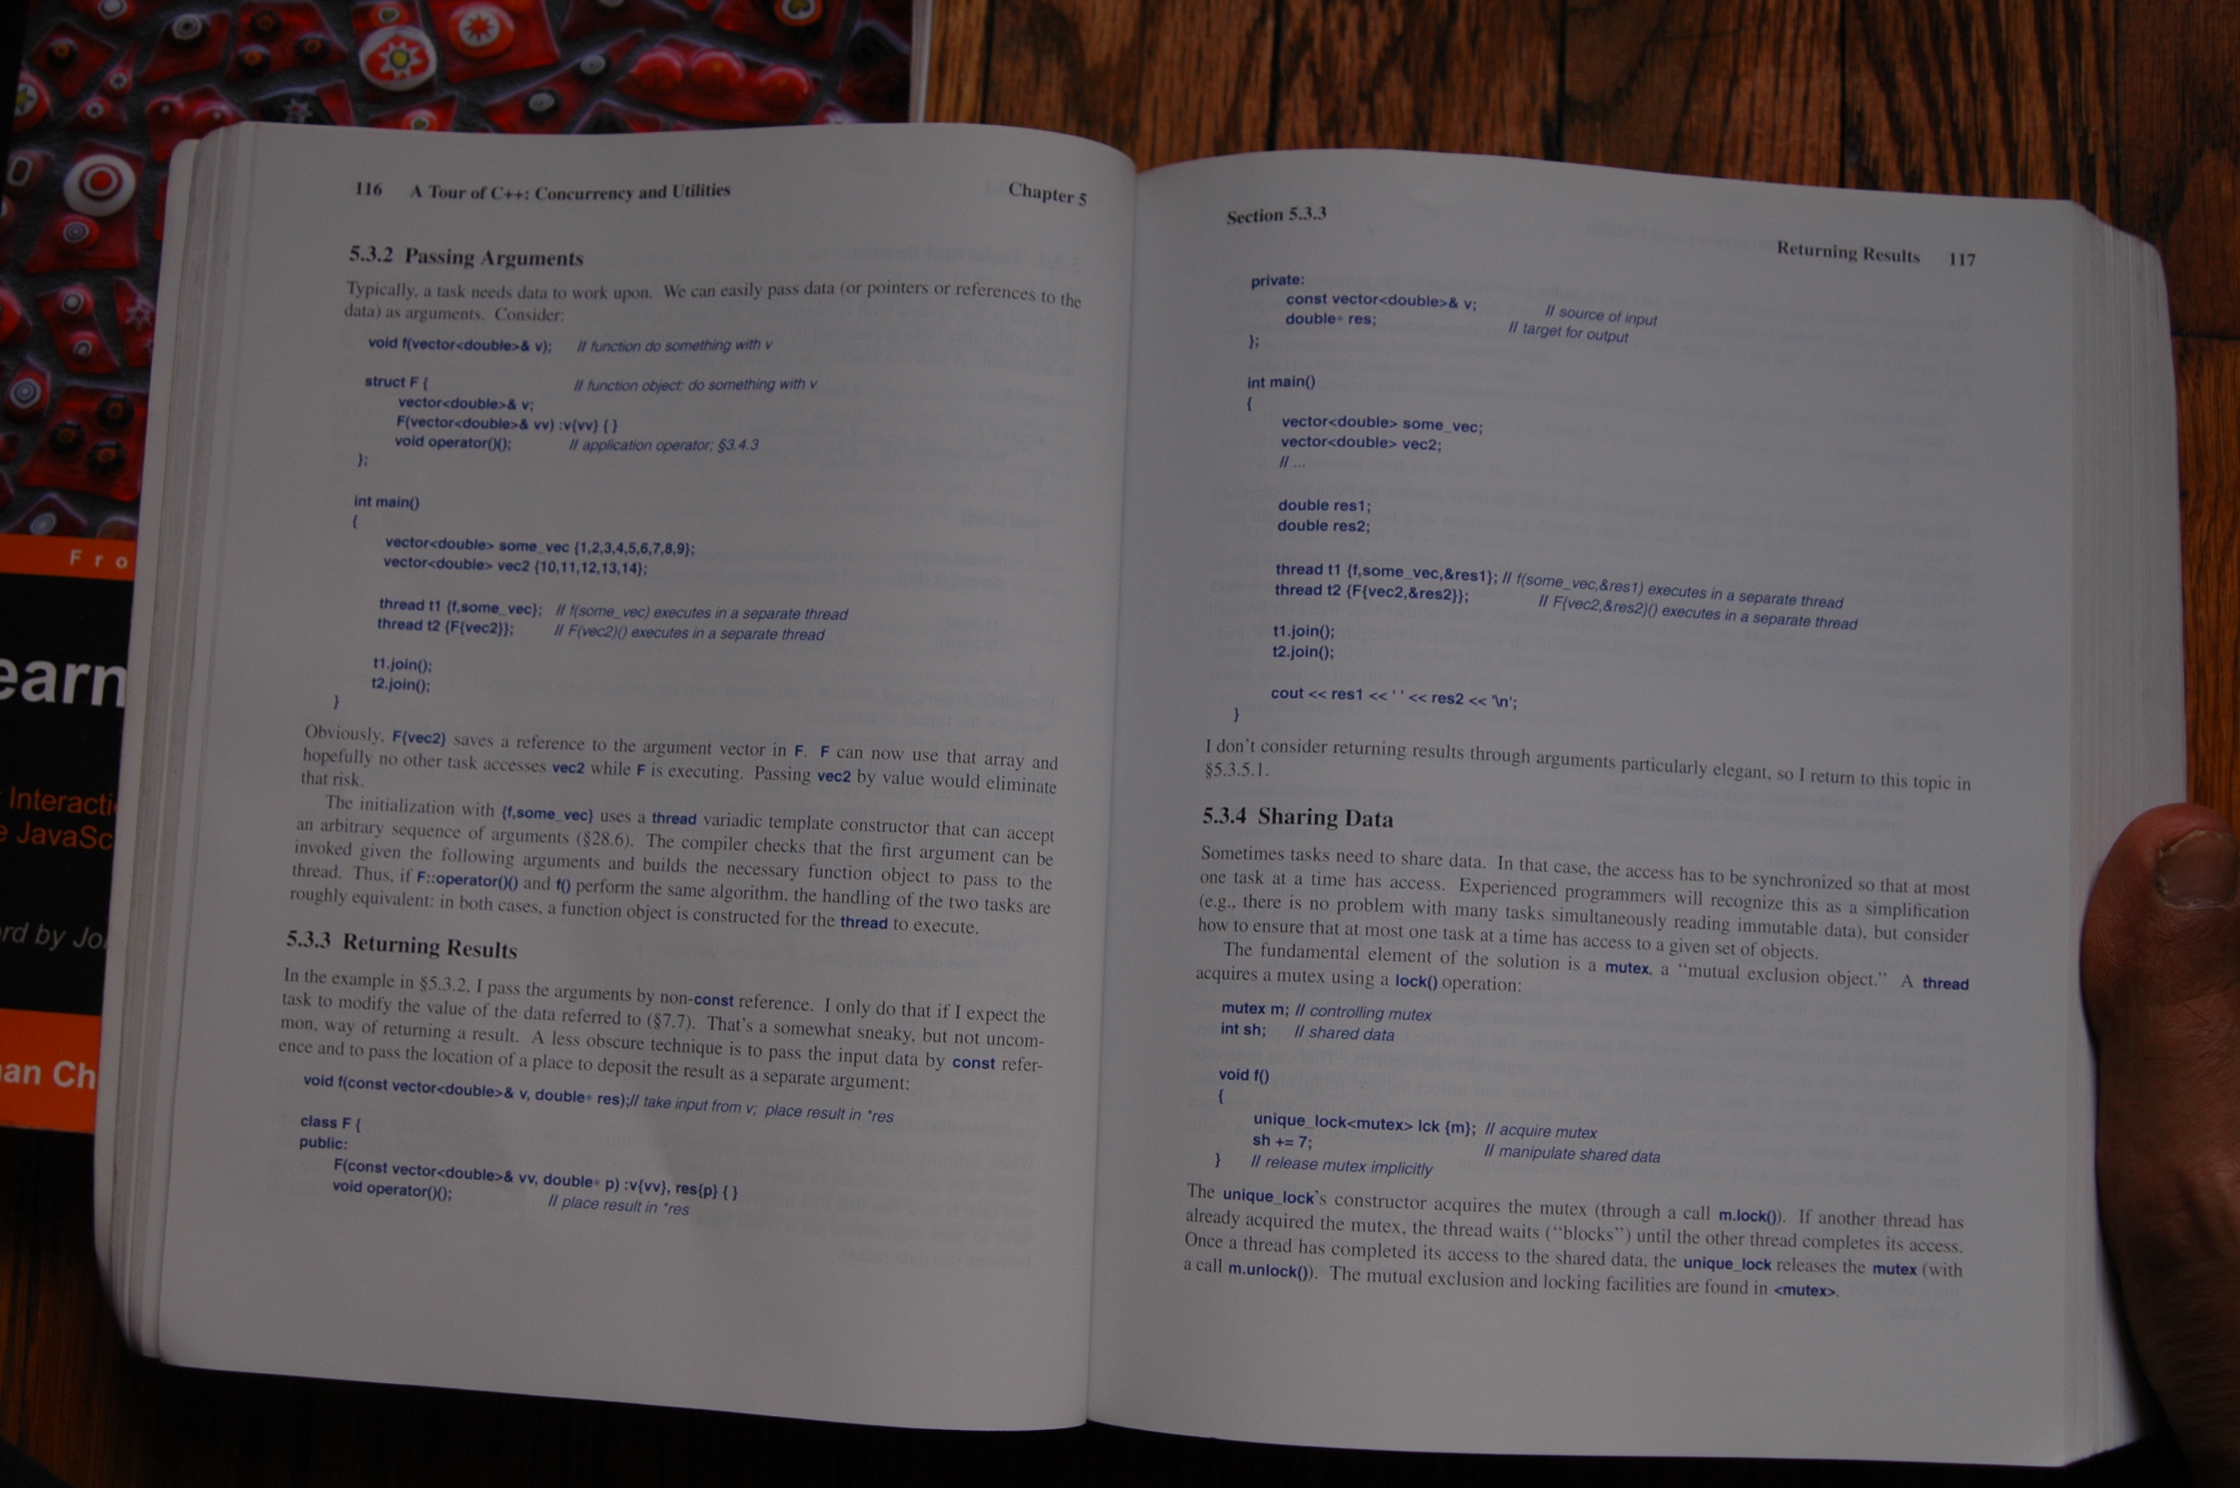 Fro
earn
Interacti
e JavaSc
rd by Jo
an Ch
116 A Tour of C++: Concurrency and Utilities Chapter 5
5.3.2 Passing Arguments
Typically, a task needs data to work upon. We can easily pass data (or pointers or references to the
data) as arguments. Consider:
void f(vector<double>& v); // function do something with v
struct F { // function object: do something with v
vector<double>& v;
F(vector<double>& vv) :v{vv} { }
void operator()(); // application operator; §3.4.3
};
int main()
{
vector<double> some_vec {1,2,3,4,5,6,7,8,9};
vector<double> vec2 {10,11,12,13,14};
thread t1 {f,some_vec}; // f(some_vec) executes in a separate thread
thread t2 {F{vec2}}; // F(vec2)() executes in a separate thread
t1.join();
t2.join();
}
Obviously, F{vec2} saves a reference to the argument vector in F. F can now use that array and
hopefully no other task accesses vec2 while F is executing. Passing vec2 by value would eliminate
that risk.
The initialization with {f,some_vec} uses a thread variadic template constructor that can accept
an arbitrary sequence of arguments (§28.6). The compiler checks that the first argument can be
invoked given the following arguments and builds the necessary function object to pass to the
thread. Thus, if F::operator()() and f() perform the same algorithm, the handling of the two tasks are
roughly equivalent: in both cases, a function object is constructed for the thread to execute.
5.3.3 Returning Results
In the example in §5.3.2, I pass the arguments by non-const reference. I only do that if I expect the
task to modify the value of the data referred to (§7.7). That's a somewhat sneaky, but not uncom-
mon, way of returning a result. A less obscure technique is to pass the input data by const refer-
ence and to pass the location of a place to deposit the result as a separate argument:
void f(const vector<double>& v, double* res);// take input from v; place result in *res
class F {
public:
F(const vector<double>& vv, double* p) :v{vv}, res{p} { }
void operator()(); // place result in *res
Section 5.3.3 Returning Results 117
private:
const vector<double>& v; // source of input
double* res; // target for output
};
int main()
{
vector<double> some_vec;
vector<double> vec2;
// ...
double res1;
double res2;
thread t1 {f,some_vec,&res1}; // f(some_vec,&res1) executes in a separate thread
thread t2 {F{vec2,&res2}}; // F{vec2,&res2}() executes in a separate thread
t1.join();
t2.join();
cout << res1 << ' ' << res2 << '\n';
}
I don't consider returning results through arguments particularly elegant, so I return to this topic in
§5.3.5.1.
5.3.4 Sharing Data
Sometimes tasks need to share data. In that case, the access has to be synchronized so that at most
one task at a time has access. Experienced programmers will recognize this as a simplification
(e.g., there is no problem with many tasks simultaneously reading immutable data), but consider
how to ensure that at most one task at a time has access to a given set of objects.
The fundamental element of the solution is a mutex, a "mutual exclusion object." A thread
acquires a mutex using a lock() operation:
mutex m; // controlling mutex
int sh; // shared data
void f()
{
unique_lock<mutex> lck {m}; // acquire mutex
sh += 7; // manipulate shared data
} // release mutex implicitly
The unique_lock's constructor acquires the mutex (through a call m.lock()). If another thread has
already acquired the mutex, the thread waits ("blocks") until the other thread completes its access.
Once a thread has completed its access to the shared data, the unique_lock releases the mutex (with
a call m.unlock()). The mutual exclusion and locking facilities are found in <mutex>.